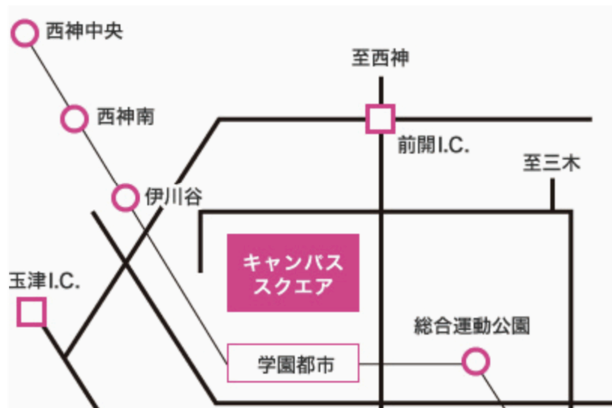 西神中央
至西神
西神南
前開I.C.
至三木
伊川谷
キャンパス
スクエア
玉津I.C.
総合運動公園
学園都市